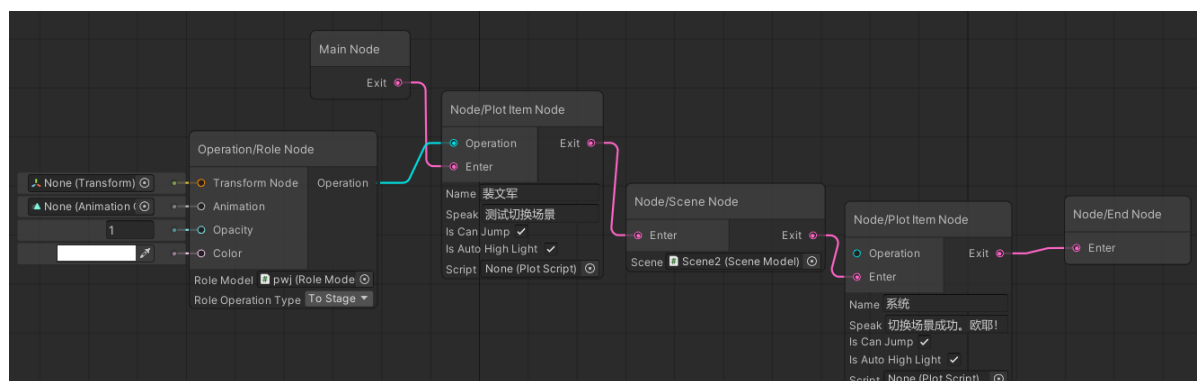 Main Node
Exit
Operation/Role Node
None (Transform)
Transform Node
Operation
None (Animation
Animation
1
Opacity
Color
Role Model pwj (Role Mode
Role Operation Type To Stage
Node/Plot Item Node
Operation
Exit
Enter
Name 裴文军
Speak 测试切换场景
Is Can Jump
Is Auto High Light
Script None (Plot Script)
Node/Scene Node
Enter
Exit
Scene Scene2 (Scene Model)
Node/Plot Item Node
Operation
Exit
Enter
Name 系统
Speak 切换场景成功。欧耶!
Is Can Jump
Is Auto High Light
Script None (Plot Script)
Node/End Node
Enter